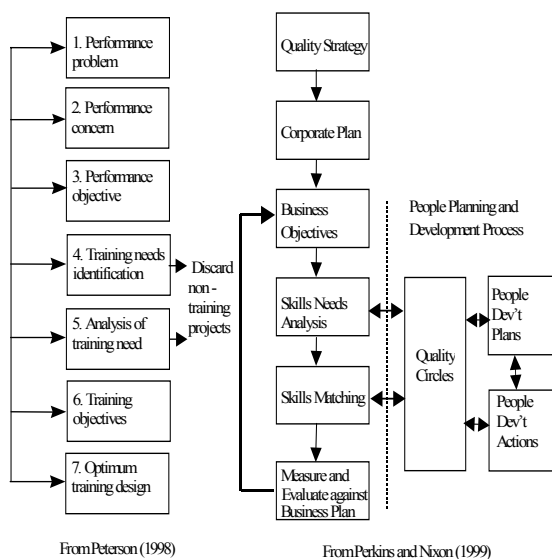 1. Performance
problem
2. Performance
concern
3. Performance
objective
4. Training needs
identification
Discard
non-
training
projects
5. Analysis of
training need
6. Training
objectives
7. Optimum
training design
From Peterson (1998)
Quality Strategy
Corporate Plan
Business
Objectives
People Planning and
Development Process
Skills Needs
Analysis
Skills Matching
Measure and
Evaluate against
Business Plan
Quality
Circles
People
Dev't
Plans
People
Dev't
Actions
From Perkins and Nixon (1999)